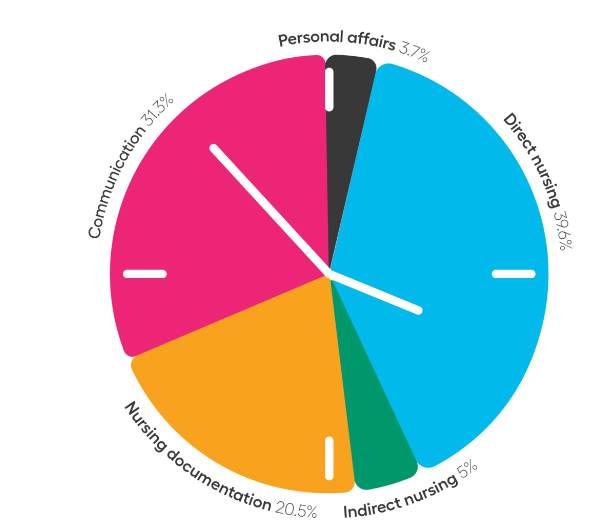 Personal affairs 3.7%
Direct nursing 39.6%
Indirect nursing 5%
Nursing documentation 20.5%
Communication 31.3%